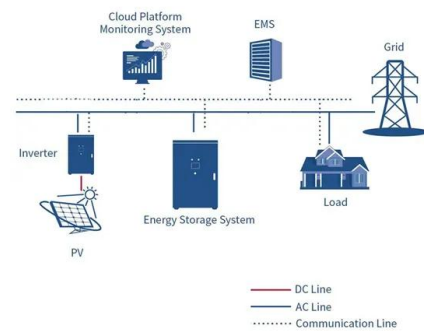 Cloud Platform
Monitoring System
EMS
Grid
Inverter
Energy Storage System
Load
PV
DC Line
AC Line
Communication Line